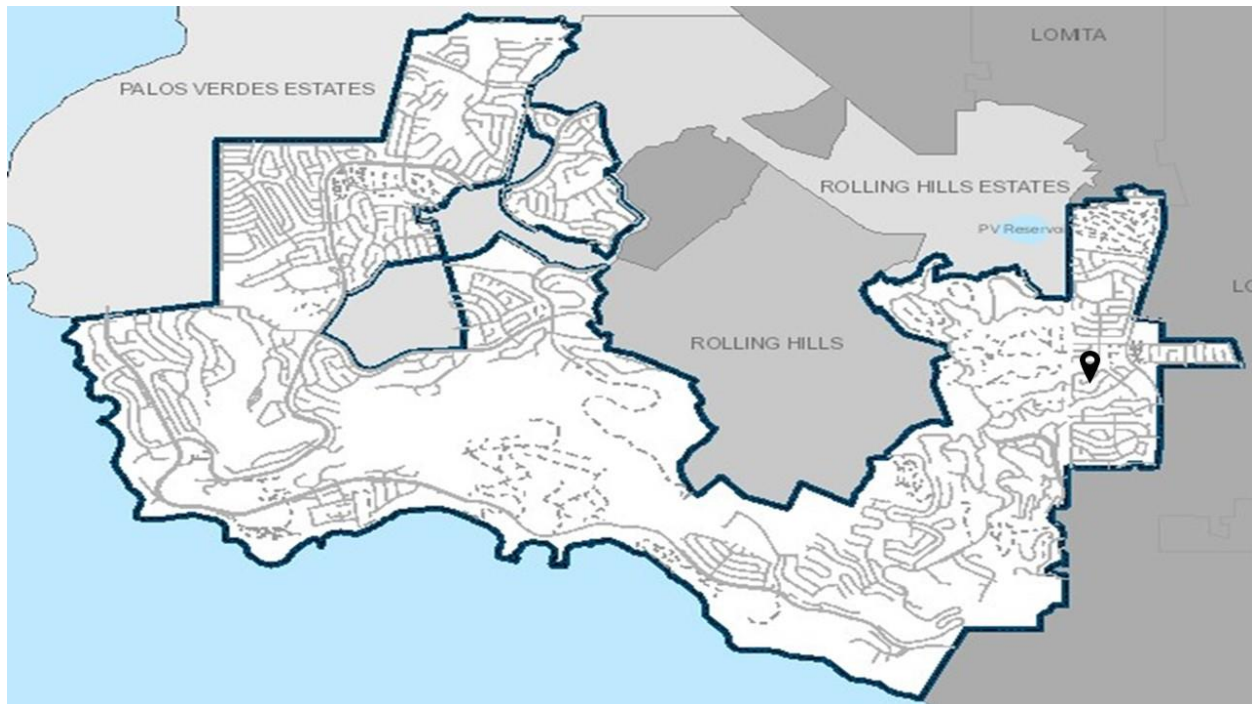 LOMITA
PALOS VERDES ESTATES
ROLLING HILLS ESTATES
PV Reservo
LO
ROLLING HILLS